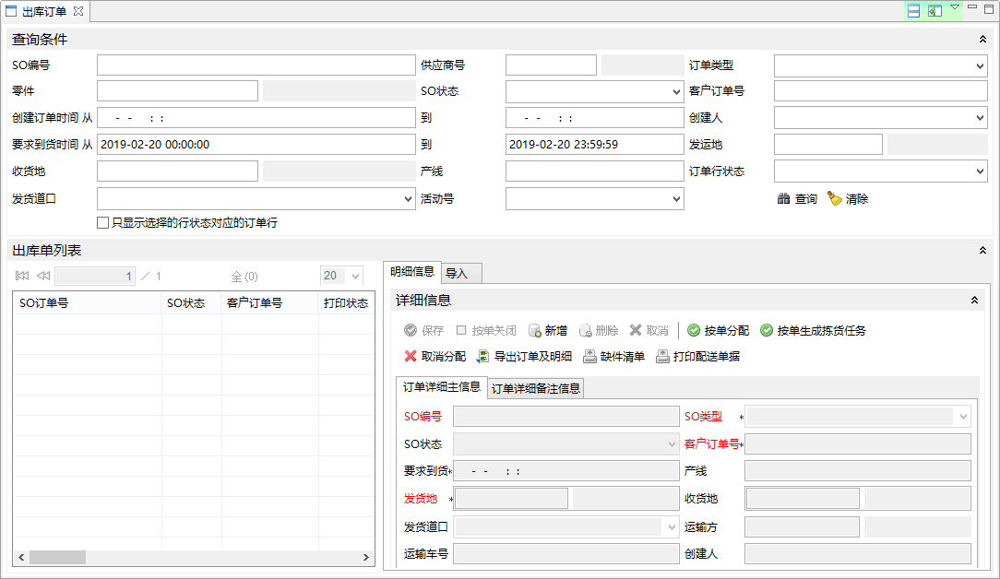 出库订单
查询条件
SO编号 供应商号 订单类型
零件 SO状态 客户订单号
创建订单时间 从 - - : : 到 - - : : 创建人
要求到货时间 从 2019-02-20 00:00:00 到 2019-02-20 23:59:59 发运地
收货地 产线 订单行状态
发货道口 活动号 查询 清除
只显示选择的行状态对应的订单行
出库单列表
1 / 1 全(0) 20
SO订单号 SO状态 客户订单号 打印状态
明细信息 导入
详细信息
保存 按单关闭 新增 删除 取消 按单分配 按单生成拣货任务
取消分配 导出订单及明细 缺件清单 打印配送单据
订单详细主信息 订单详细备注信息
SO编号 SO类型 *
SO状态 客户订单号*
要求到货* - - : : 产线
发货地 * 收货地
发货道口 运输方
运输车号 创建人